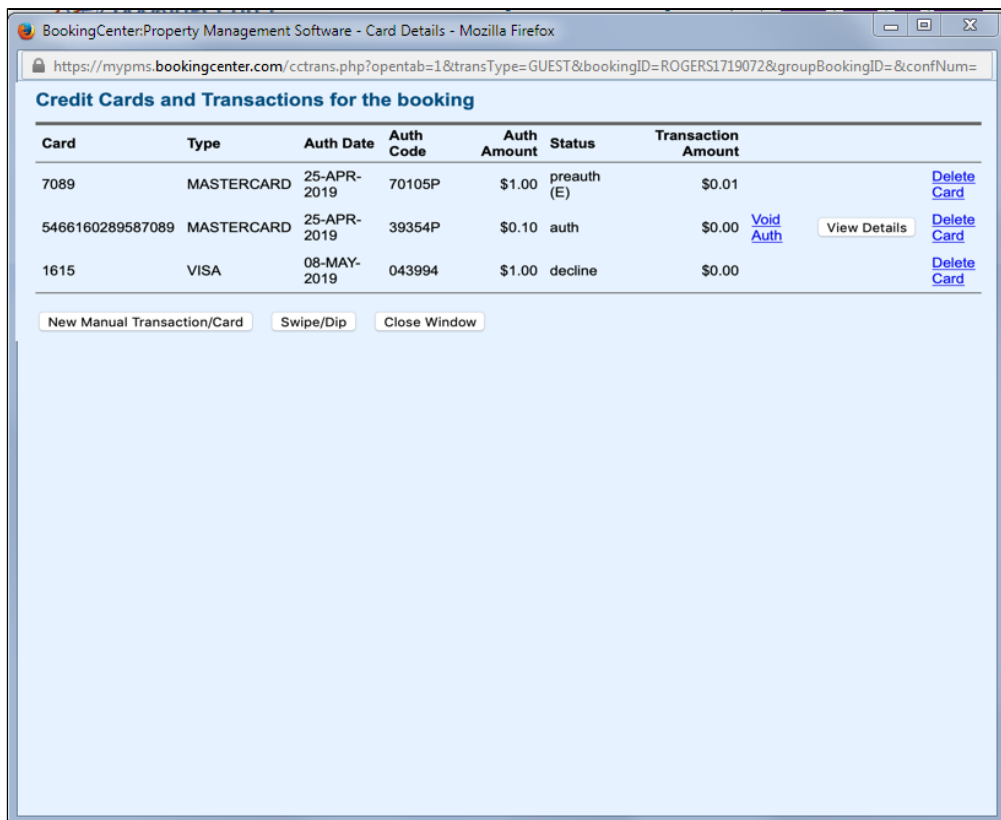 BookingCenter:Property Management Software - Card Details - Mozilla Firefox
https://mypms.bookingcenter.com/cctrans.php?opentab=1&transType=GUEST&bookingID=ROGERS1719072&groupBookingID=&confNum=
Credit Cards and Transactions for the booking
Card Type Auth Date Auth Code Auth Amount Status Transaction Amount
7089 MASTERCARD 25-APR-2019 70105P $1.00 preauth (E) $0.01 Delete Card
5466160289587089 MASTERCARD 25-APR-2019 39354P $0.10 auth $0.00 Void Auth View Details Delete Card
1615 VISA 08-MAY-2019 043994 $1.00 decline $0.00 Delete Card
New Manual Transaction/Card Swipe/Dip Close Window